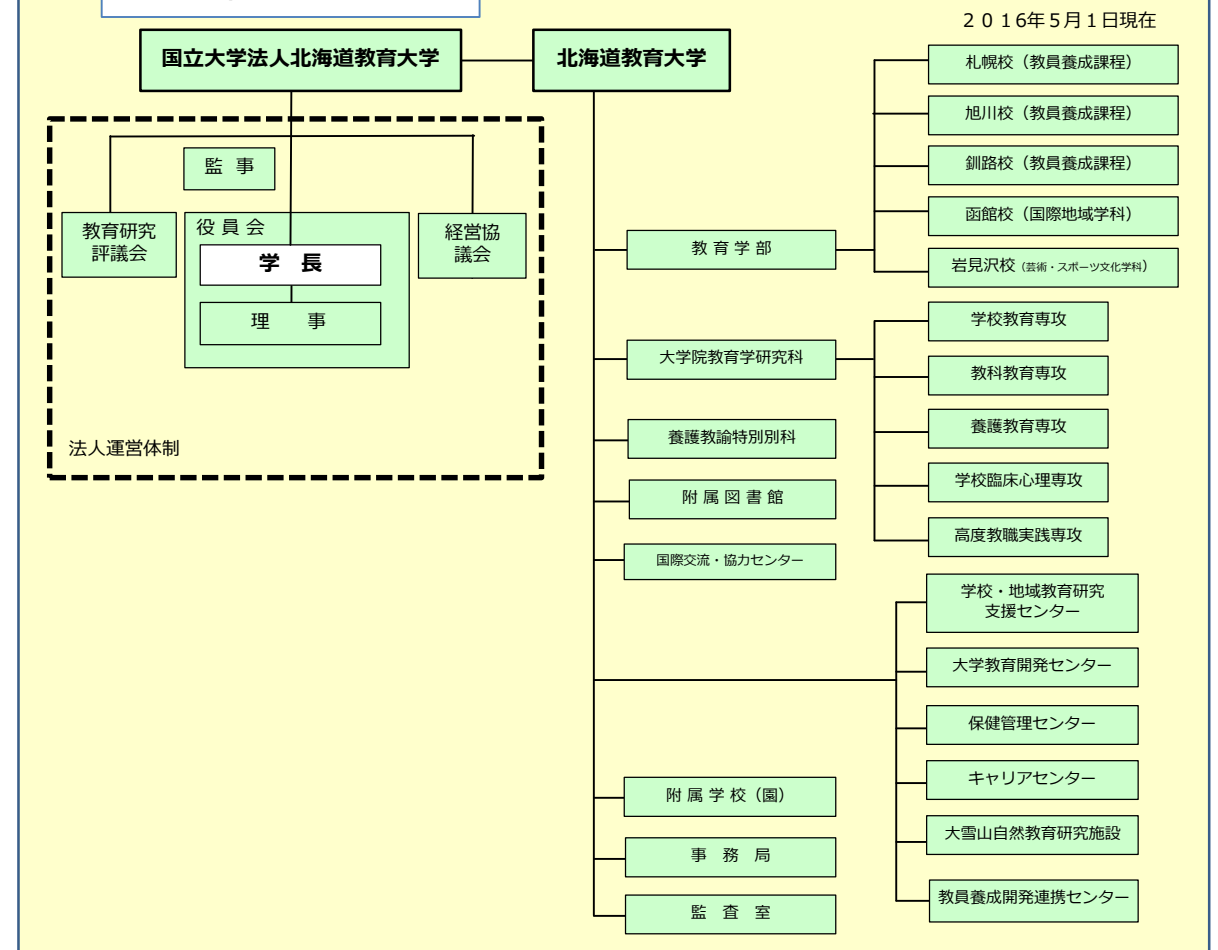 ２０１６年５月１日現在
国立大学法人北海道教育大学
北海道教育大学
監　事
教育研究
評議会
役 員 会
学　長
理　　事
経営協
議会
法人運営体制
教 育 学 部
札幌校（教員養成課程）
旭川校（教員養成課程）
釧路校（教員養成課程）
函館校（国際地域学科）
岩見沢校（芸術・スポーツ文化学科）
大学院教育学研究科
学校教育専攻
教科教育専攻
養護教育専攻
学校臨床心理専攻
高度教職実践専攻
養護教諭特別別科
附 属 図 書 館
国際交流・協力センター
学校・地域教育研究
支援センター
大学教育開発センター
保健管理センター
キャリアセンター
大雪山自然教育研究施設
教員養成開発連携センター
附 属 学 校（園）
事　務　局
監　査　室